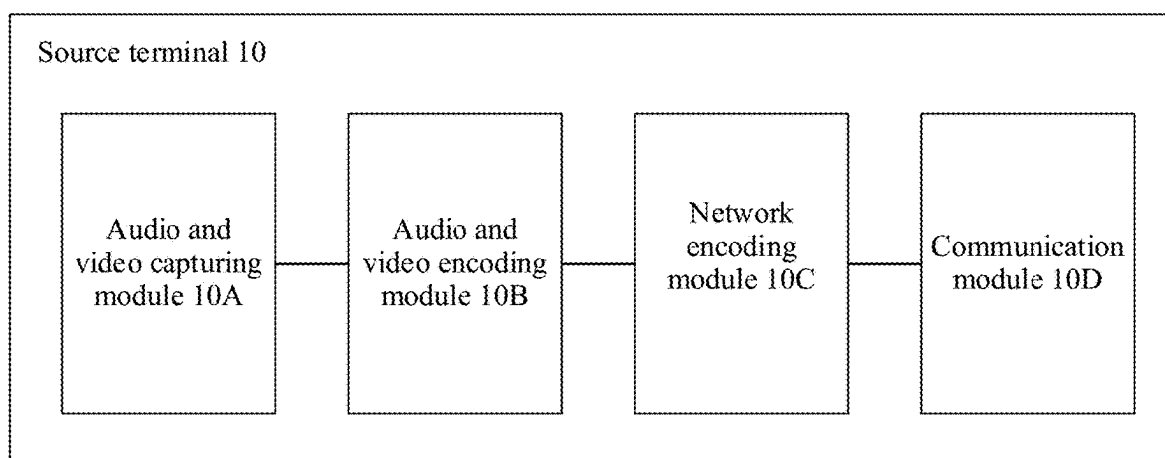 Source terminal 10
Audio and
video capturing
module 10A
Audio and
video encoding
module 10B
Network
encoding
module 10C
Communication
module 10D